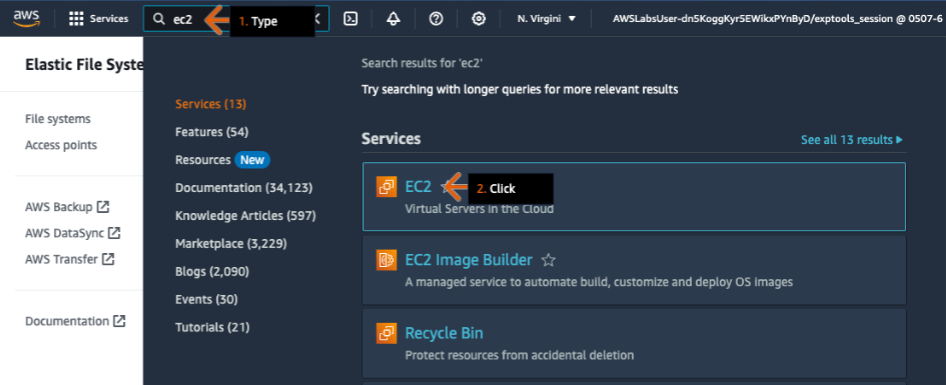 aws
Services
ec2
1. Type
N. Virgini
AWSLabsUser-dn5KoggKyr5EWikxPYnByD/exptools_session @ 0507-6
Elastic File Syste
File systems
Access points
AWS Backup
AWS DataSync
AWS Transfer
Documentation
Services (13)
Features (54)
Resources New
Documentation (34,123)
Knowledge Articles (597)
Marketplace (3,229)
Blogs (2,090)
Events (30)
Tutorials (21)
Search results for 'ec2'
Try searching with longer queries for more relevant results
Services
See all 13 results
EC2
2. Click
Virtual Servers in the Cloud
EC2 Image Builder
A managed service to automate build, customize and deploy OS images
Recycle Bin
Protect resources from accidental deletion